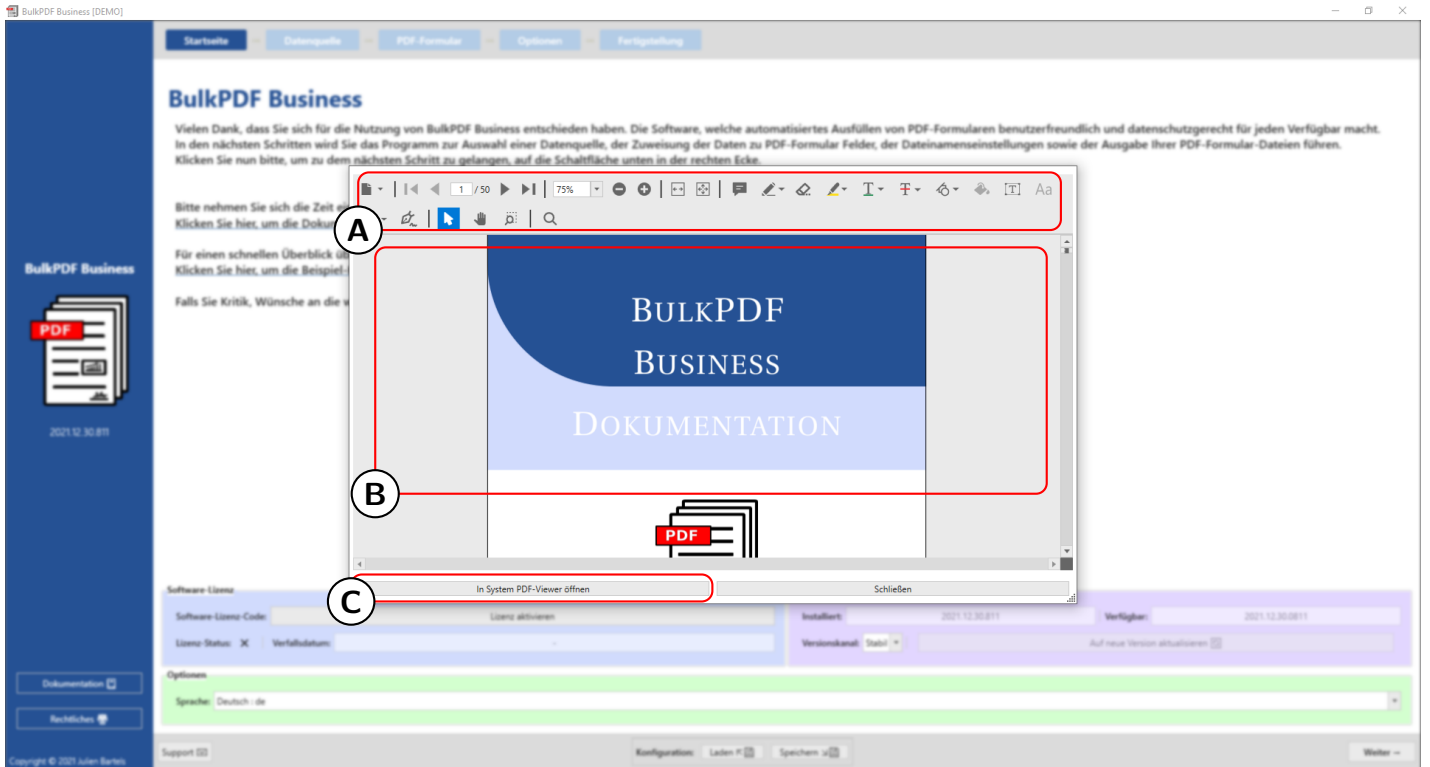 BulkPDF Business [DEMO]
Startseite
Datenquelle
PDF-Formular
Optionen
Fertigstellung
BulkPDF Business
Vielen Dank, dass Sie sich für die Nutzung von BulkPDF Business entschieden haben. Die Software, welche automatisiertes Ausfüllen von PDF-Formularen benutzerfreundlich und datenschutzgerecht für jeden Verfügbar macht.
In den nächsten Schritten wird Sie das Programm zur Auswahl einer Datenquelle, der Zuweisung der Daten zu PDF-Formular Felder, der Dateinamenseinstellungen sowie der Ausgabe Ihrer PDF-Formular-Dateien führen.
Klicken Sie nun bitte, um zu dem nächsten Schritt zu gelangen, auf die Schaltfläche unten in der rechten Ecke.
Bitte nehmen Sie sich die Zeit
Klicken Sie hier, um die
Für einen schnellen Überblick
Klicken Sie hier, um die Beispiel-
Falls Sie Kritik, Wünsche an die
1 / 50
75%
T
T
[T]
Aa
A
BULKPDF
BUSINESS
DOKUMENTATION
B
PDF
In System PDF-Viewer öffnen
Schließen
C
BulkPDF Business
PDF
2021.12.30.811
Dokumentation
Rechtliches
Copyright © 2021 Julien Bartels
Software-Lizenz
Software-Lizenz-Code:
Lizenz aktivieren
Lizenz-Status:
Verfallsdatum:
-
Installiert:
2021.12.30.811
Verfügbar:
2021.12.30.0811
Versionskanal:
Stabil
Auf neue Version aktualisieren
Optionen
Sprache:
Deutsch : de
Support
Konfiguration:
Laden
Speichern
Weiter